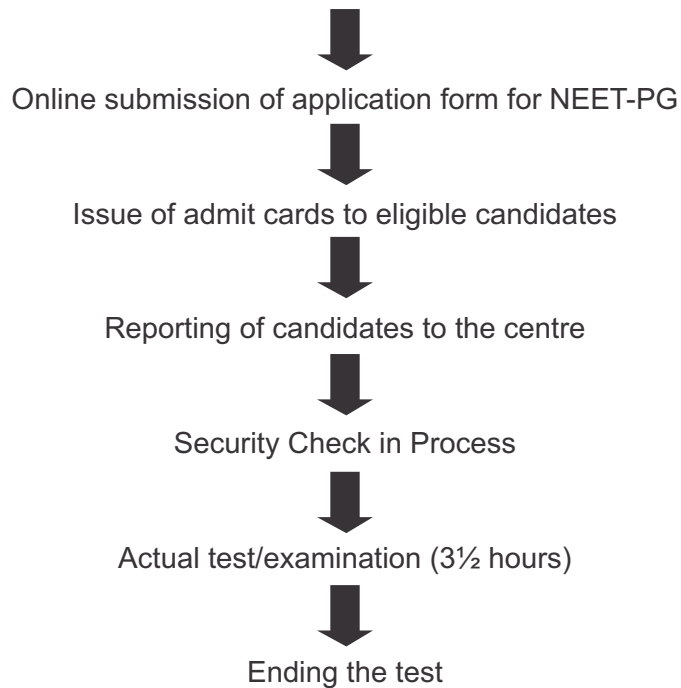 Online submission of application form for NEET-PG
Issue of admit cards to eligible candidates
Reporting of candidates to the centre
Security Check in Process
Actual test/examination (3½ hours)
Ending the test